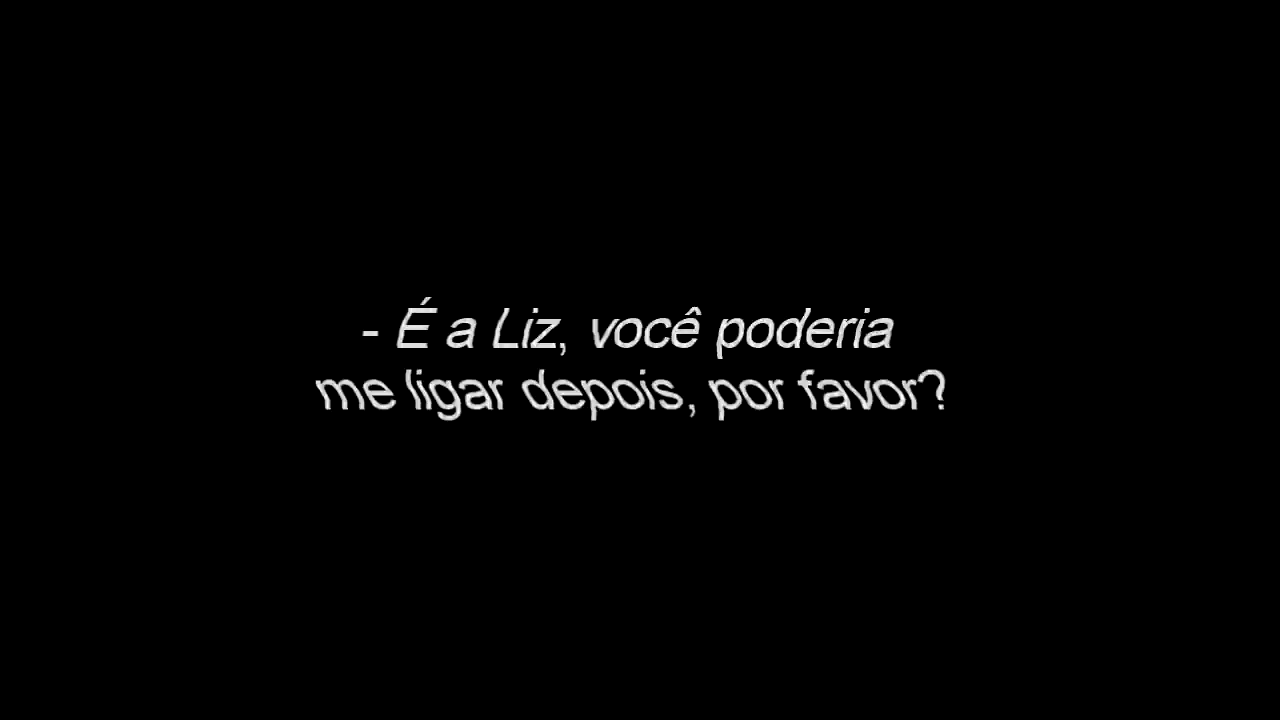 - É a Liz, você poderia
me ligar depois, por favor?